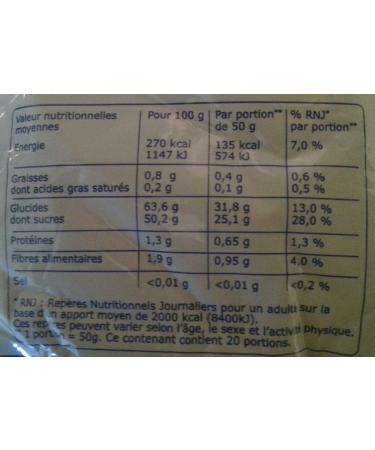 Valeur nutritionnelles moyennes | Pour 100 g | Par portion** de 50 g | % RNJ* par portion**
Energie | 270 kcal 1147 kJ | 135 kcal 574 kJ | 7,0 %
Graisses | 0,8 g | 0,4 g | 0,6 %
dont acides gras saturés | 0,2 g | 0,1 g | 0,5 %
Glucides | 63,6 g | 31,8 g | 13,0 %
dont sucres | 50,2 g | 25,1 g | 28,0 %
Protéines | 1,3 g | 0,65 g | 1,3 %
Fibres alimentaires | 1,9 g | 0,95 g | 4.0 %
Sel | <0,01 g | <0,01 g | <0,2 %
* RNJ : Repères Nutritionnels Journaliers pour un adulte sur la
base d'un apport moyen de 2000 kcal (8400kJ).
Ces repères peuvent varier selon l'âge, le sexe et l'activité physique.
1 portion = 50g. Ce contenant contient 20 portions.